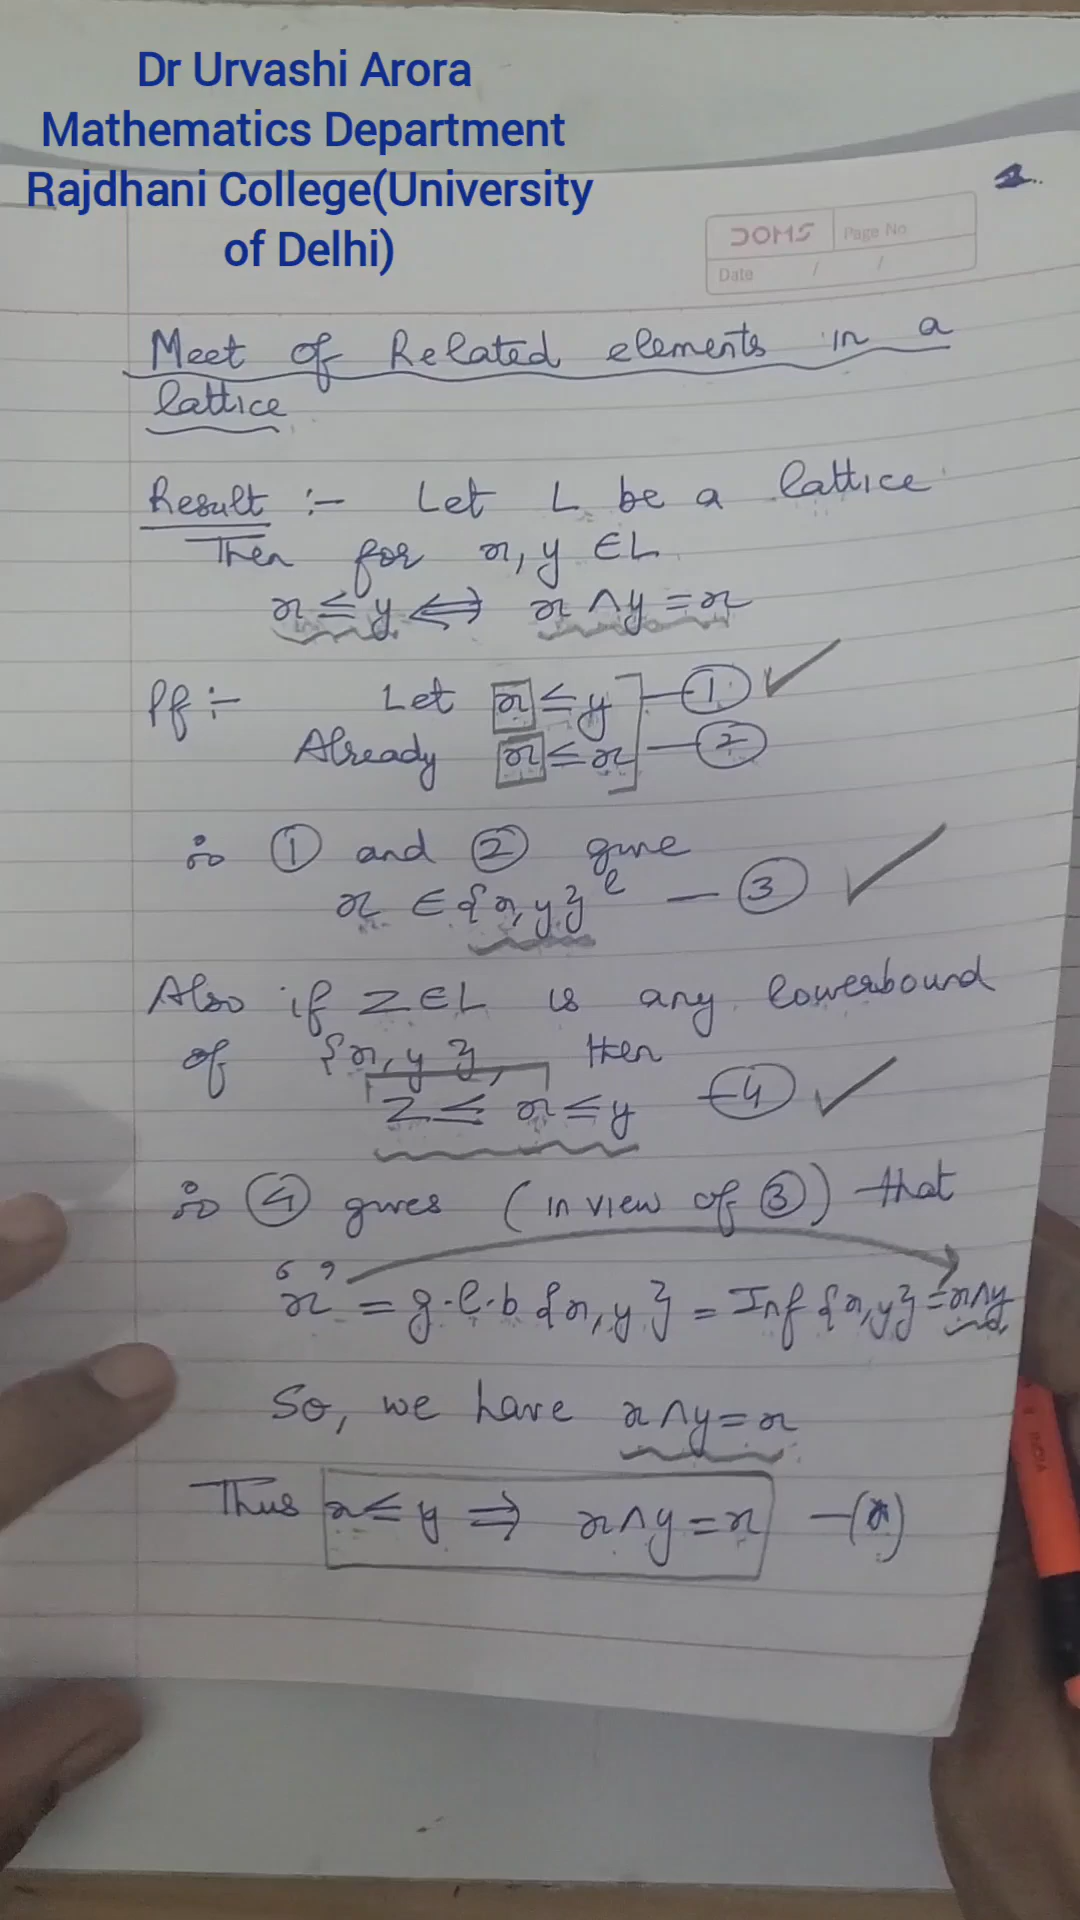 Dr Urvashi Arora
Mathematics Department
Rajdhani College(University
of Delhi)
2..
DOMS Page No
Date / /
Meet of Related elements in a
lattice
Result :- Let L be a lattice
Then for x, y ∈ L
x ≤ y ⟺ x ∧ y = x
Pf :- Let x ≤ y — ①
Already x ≤ x — ②
∴ ① and ② give
x ∈ {x, y}ˡ — ③
Also if z ∈ L is any lowerbound
of {x, y}, then
z ≤ x ≤ y — ④
∴ ④ gives (in view of ③) that
'x' = g.l.b {x, y} = Inf {x, y} = x∧y
So, we have x∧y = x
Thus x ≤ y ⇒ x∧y = x — (*)